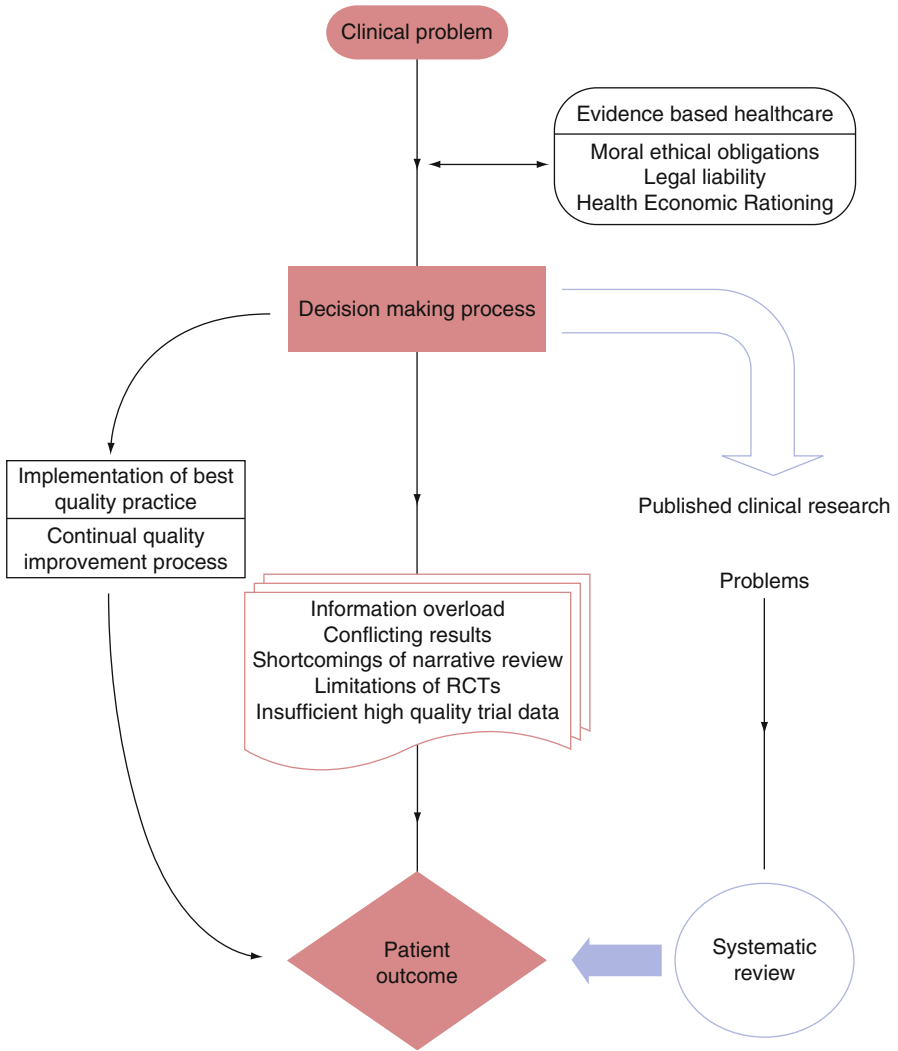 Clinical problem
Evidence based healthcare
Moral ethical obligations
Legal liability
Health Economic Rationing
Decision making process
Implementation of best
quality practice
Continual quality
improvement process
Published clinical research
Problems
Information overload
Conflicting results
Shortcomings of narrative review
Limitations of RCTs
Insufficient high quality trial data
Patient
outcome
Systematic
review